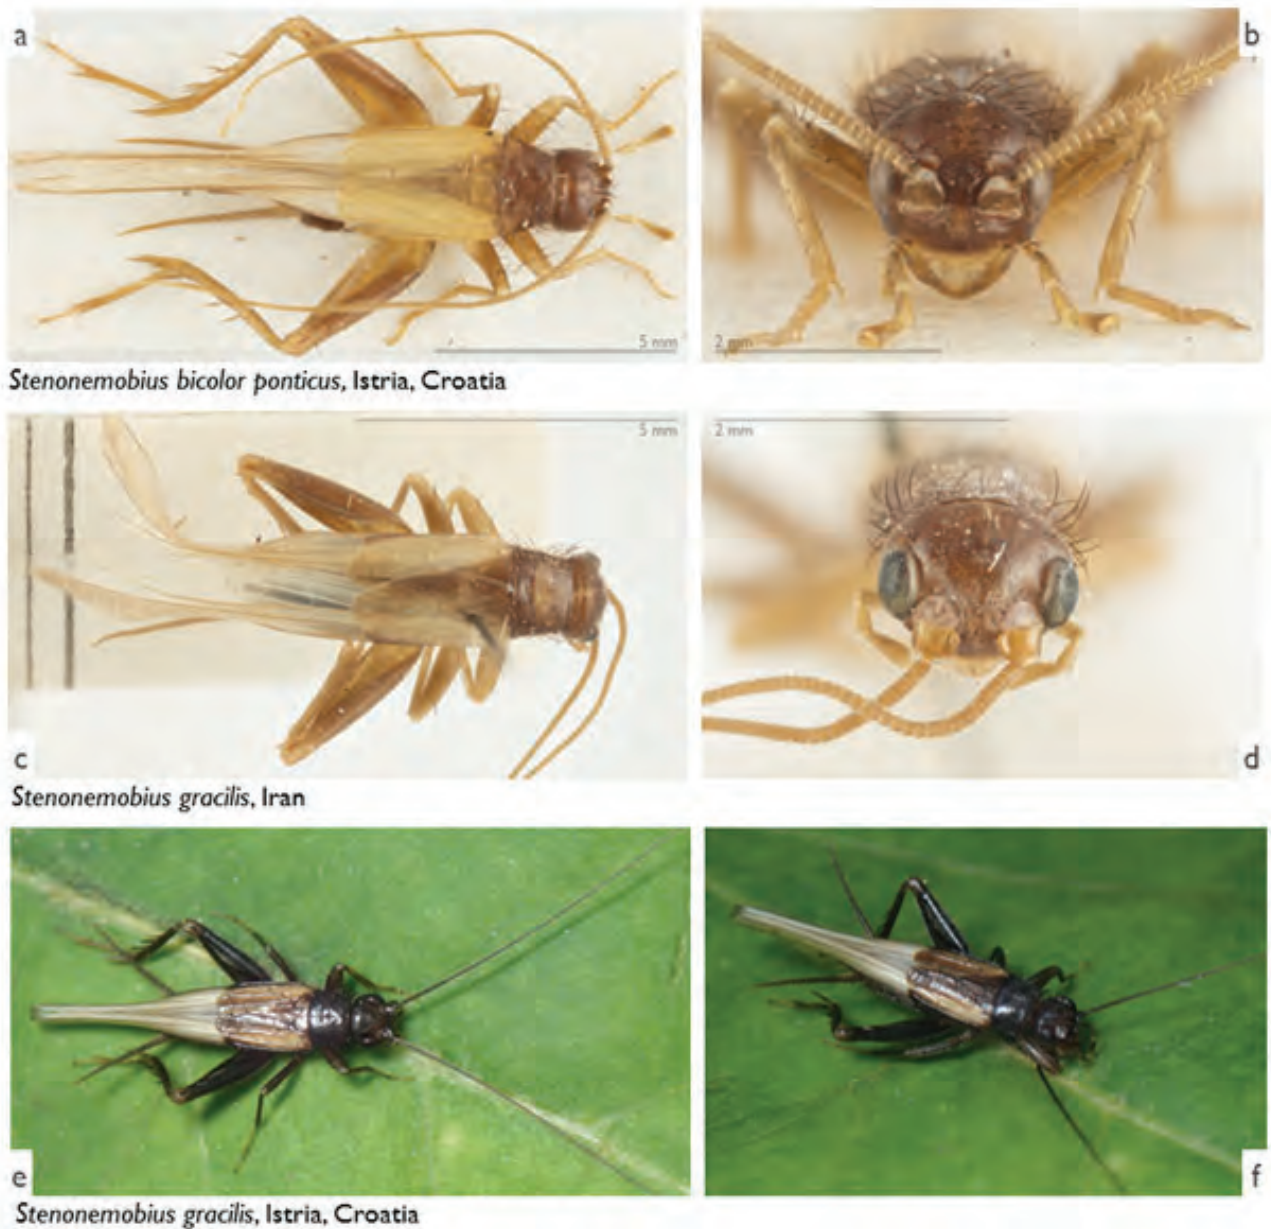 a
b
5 mm
2 mm
Stenonemobius bicolor ponticus, Istria, Croatia
5 mm
2 mm
c
d
Stenonemobius gracilis, Iran
e
f
Stenonemobius gracilis, Istria, Croatia